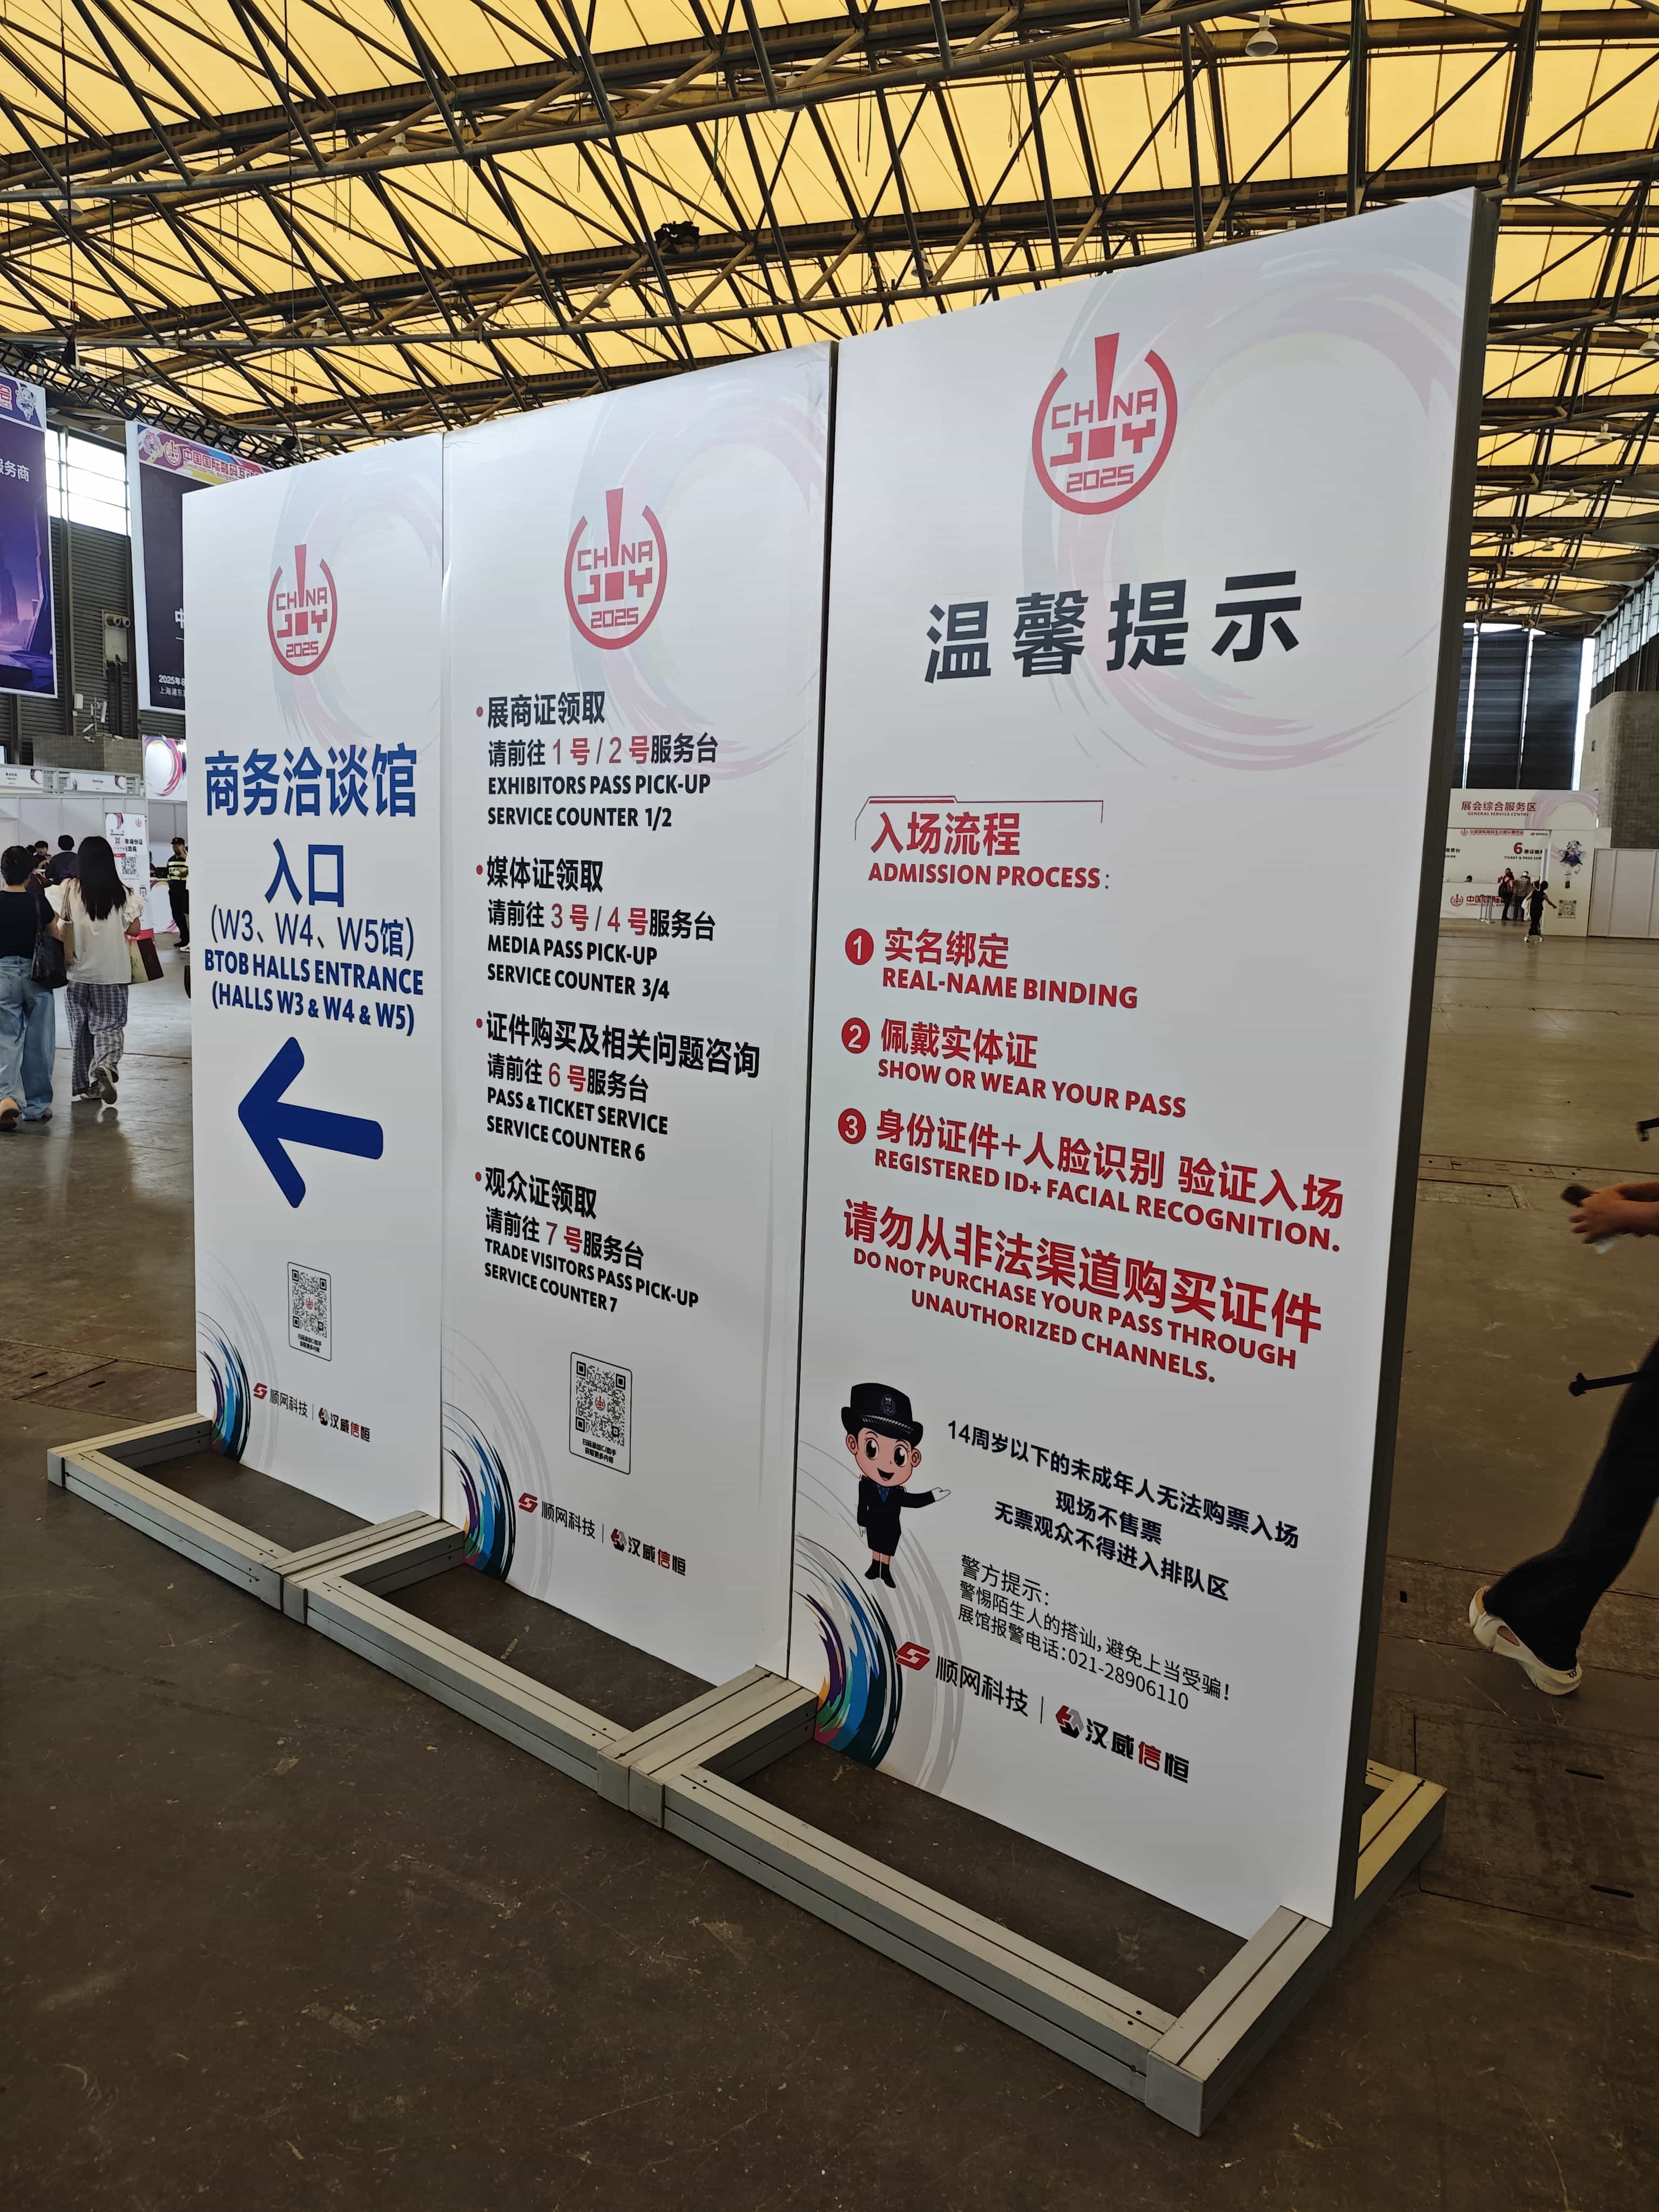 CHINA
JOY
2025
商务洽谈馆
入口
(W3、W4、W5馆)
BTOB HALLS ENTRANCE
(HALLS W3 & W4 & W5)
顺网科技 | 汉威信恒
CHINA
JOY
2025
•展商证领取
请前往 1 号 / 2 号服务台
EXHIBITORS PASS PICK-UP
SERVICE COUNTER 1/2
•媒体证领取
请前往 3 号 / 4 号服务台
MEDIA PASS PICK-UP
SERVICE COUNTER 3/4
•证件购买及相关问题咨询
请前往 6 号服务台
PASS & TICKET SERVICE
SERVICE COUNTER 6
•观众证领取
请前往 7 号服务台
TRADE VISITORS PASS PICK-UP
SERVICE COUNTER 7
顺网科技 | 汉威信恒
CHINA
JOY
2025
温馨提示
入场流程
ADMISSION PROCESS:
1 实名绑定
REAL-NAME BINDING
2 佩戴实体证
SHOW OR WEAR YOUR PASS
3 身份证件+人脸识别 验证入场
REGISTERED ID+ FACIAL RECOGNITION.
请勿从非法渠道购买证件
DO NOT PURCHASE YOUR PASS THROUGH
UNAUTHORIZED CHANNELS.
14周岁以下的未成年人无法购票入场
现场不售票
无票观众不得进入排队区
警方提示:
警惕陌生人的搭讪,避免上当受骗!
展馆报警电话:021-28906110
顺网科技 | 汉威信恒
服务商
中国国际数码互
展会综合服务区
GENERAL SERVICE CENTRE
6